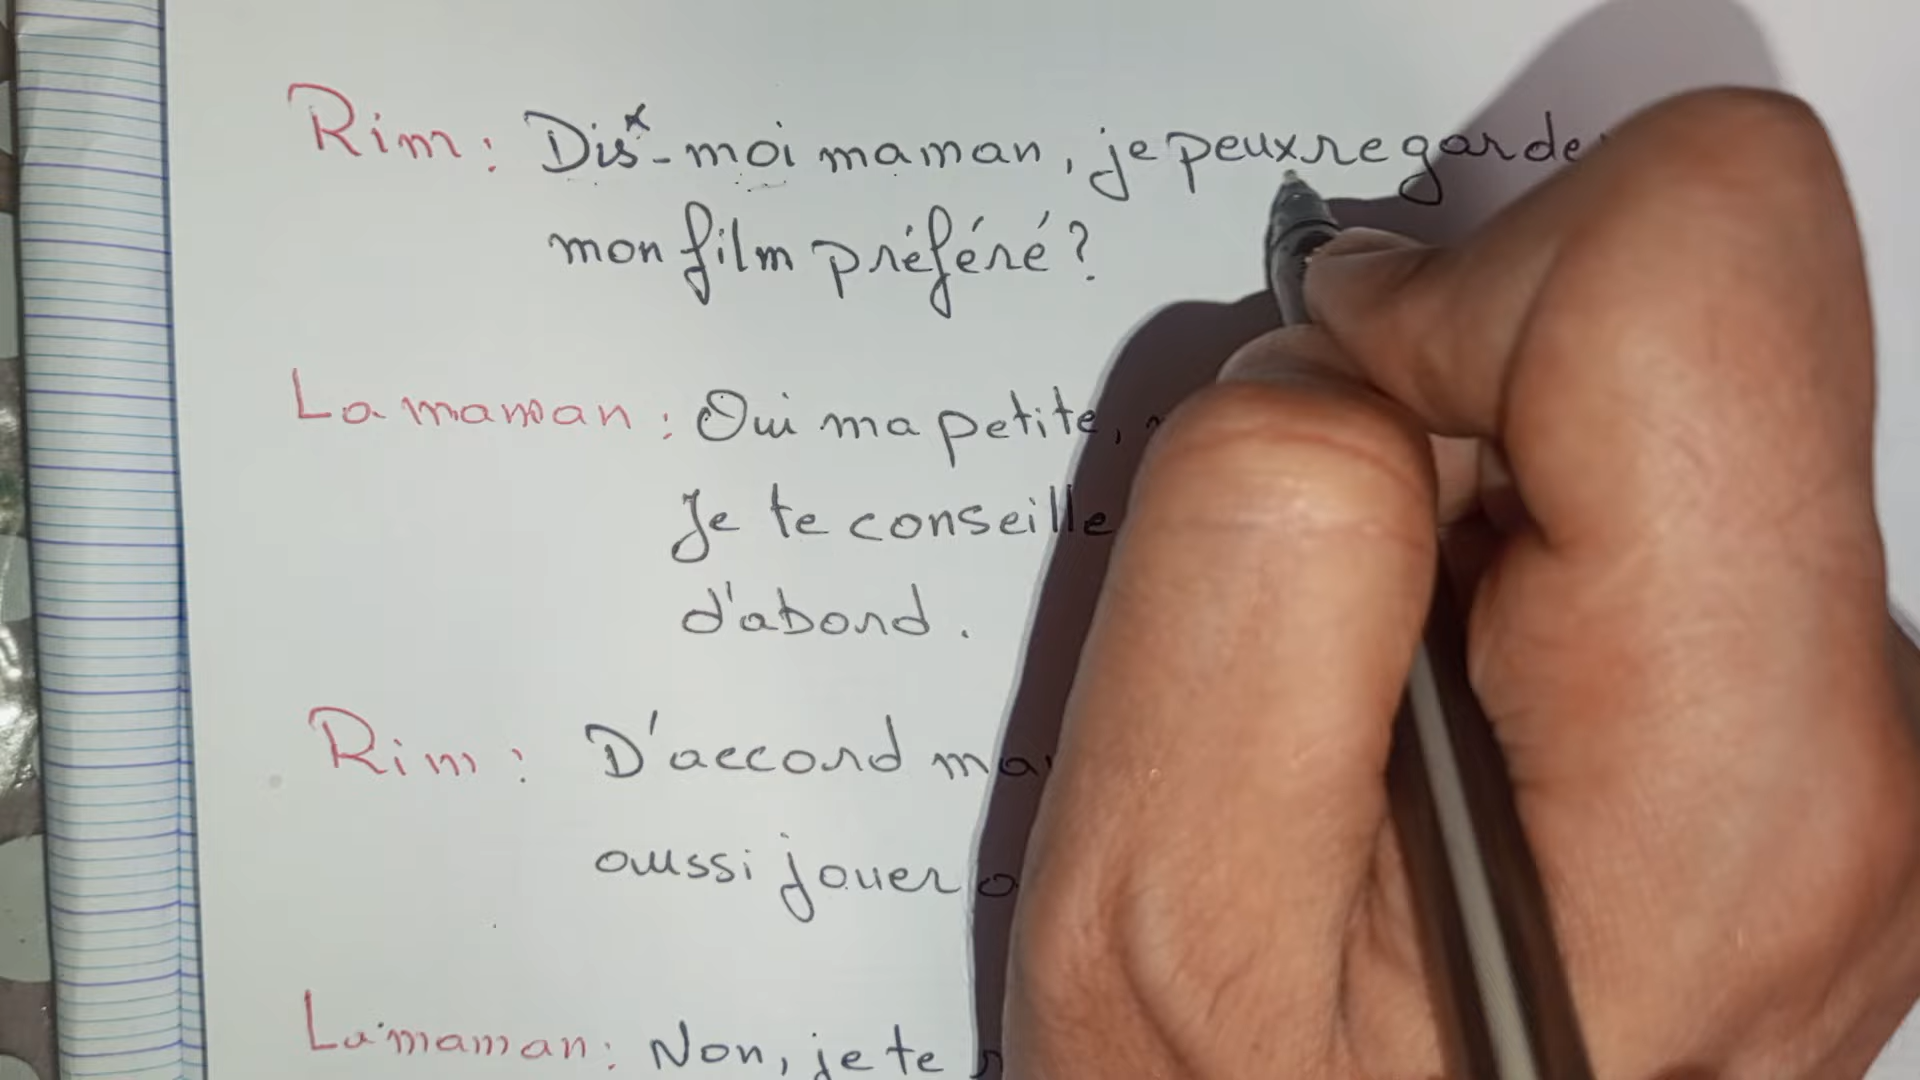 Rim : Dis - moi maman, je peux regarder
mon film préféré ?
La maman : Oui ma petite,
Je te conseille
d'abord .
Rim : D'accord
aussi jouer
La maman : Non, je te